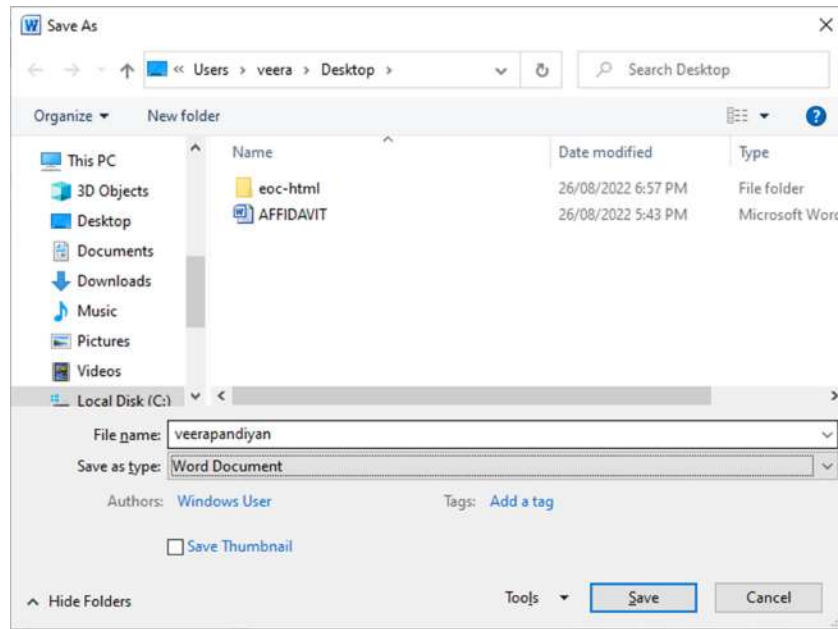 Save As
« Users › veera › Desktop ›
Search Desktop
Organize
New folder
Name
Date modified
Type
This PC
3D Objects
Desktop
Documents
Downloads
Music
Pictures
Videos
Local Disk (C:)
eoc-html 26/08/2022 6:57 PM File folder
AFFIDAVIT 26/08/2022 5:43 PM Microsoft Word
File name: veerapandiyan
Save as type: Word Document
Authors: Windows User Tags: Add a tag
Save Thumbnail
Hide Folders
Tools
Save
Cancel